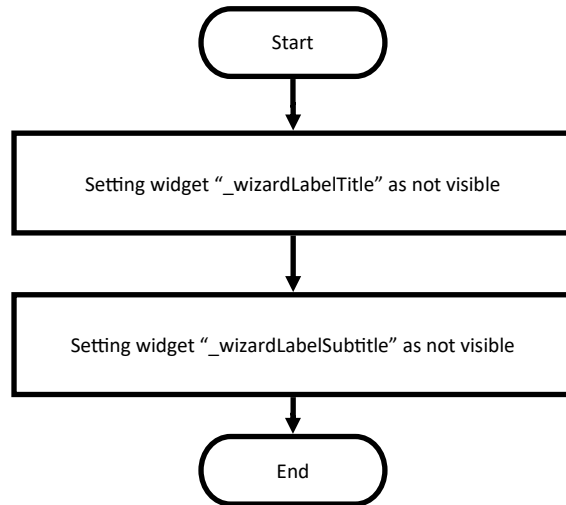 Start
Setting widget “_wizardLabelTitle” as not visible
Setting widget “_wizardLabelSubtitle” as not visible
End